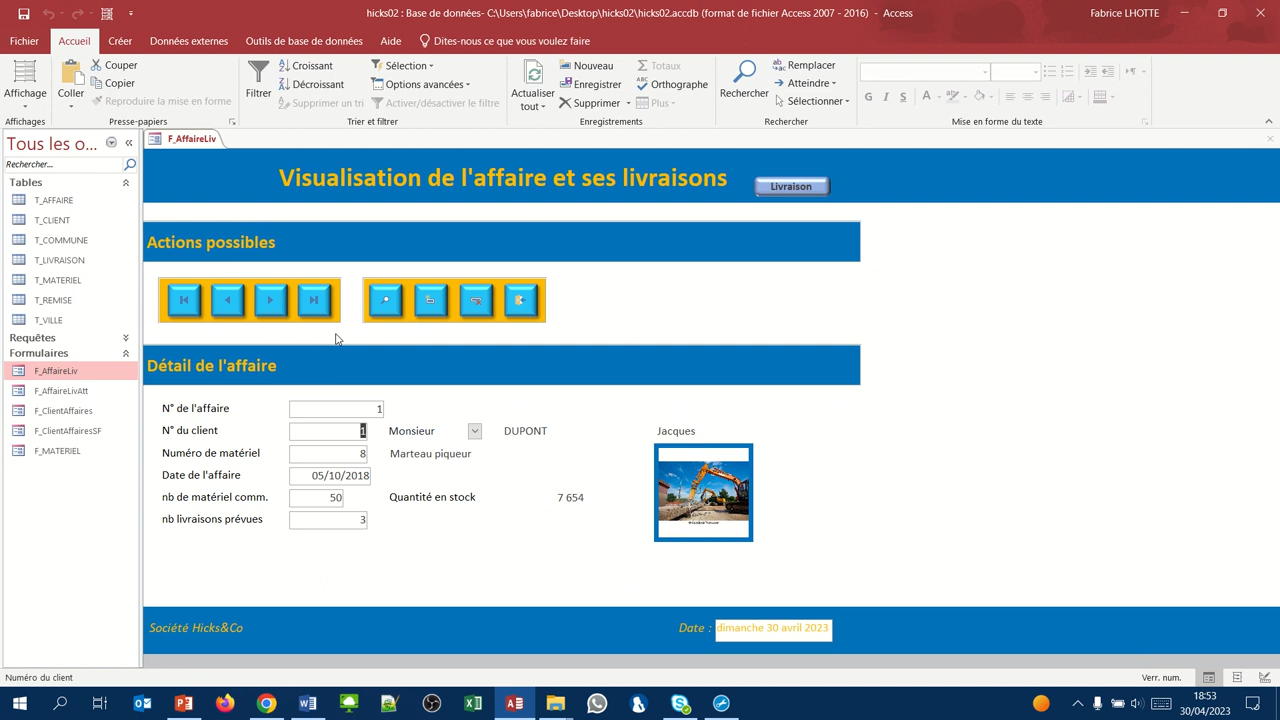 hicks02 : Base de données- C:\Users\fabrice\Desktop\hicks02\hicks02.accdb (format de fichier Access 2007 - 2016) - Access
Fabrice LHOTTE
Fichier
Accueil
Créer
Données externes
Outils de base de données
Aide
Dites-nous ce que vous voulez faire
Affichage
Affichages
Coller
Couper
Copier
Reproduire la mise en forme
Presse-papiers
Filtrer
Croissant
Décroissant
Supprimer un tri
Sélection
Options avancées
Activer/désactiver le filtre
Trier et filtrer
Actualiser
tout
Nouveau
Enregistrer
Supprimer
Totaux
Orthographe
Plus
Enregistrements
Rechercher
Remplacer
Atteindre
Sélectionner
Rechercher
G I S
A
Mise en forme du texte
Tous les o...
Rechercher...
Tables
T_AFFAIRE
T_CLIENT
T_COMMUNE
T_LIVRAISON
T_MATERIEL
T_REMISE
T_VILLE
Requêtes
Formulaires
F_AffaireLiv
F_AffaireLivAtt
F_ClientAffaires
F_ClientAffairesSF
F_MATERIEL
F_AffaireLiv
Visualisation de l'affaire et ses livraisons
Livraison
Actions possibles
Détail de l'affaire
N° de l'affaire 1
N° du client 1 Monsieur DUPONT Jacques
Numéro de matériel 8 Marteau piqueur
Date de l'affaire 05/10/2018
nb de matériel comm. 50 Quantité en stock 7 654
nb livraisons prévues 3
Société Hicks&Co
Date : dimanche 30 avril 2023
Numéro du client
Verr. num.
18:53
30/04/2023